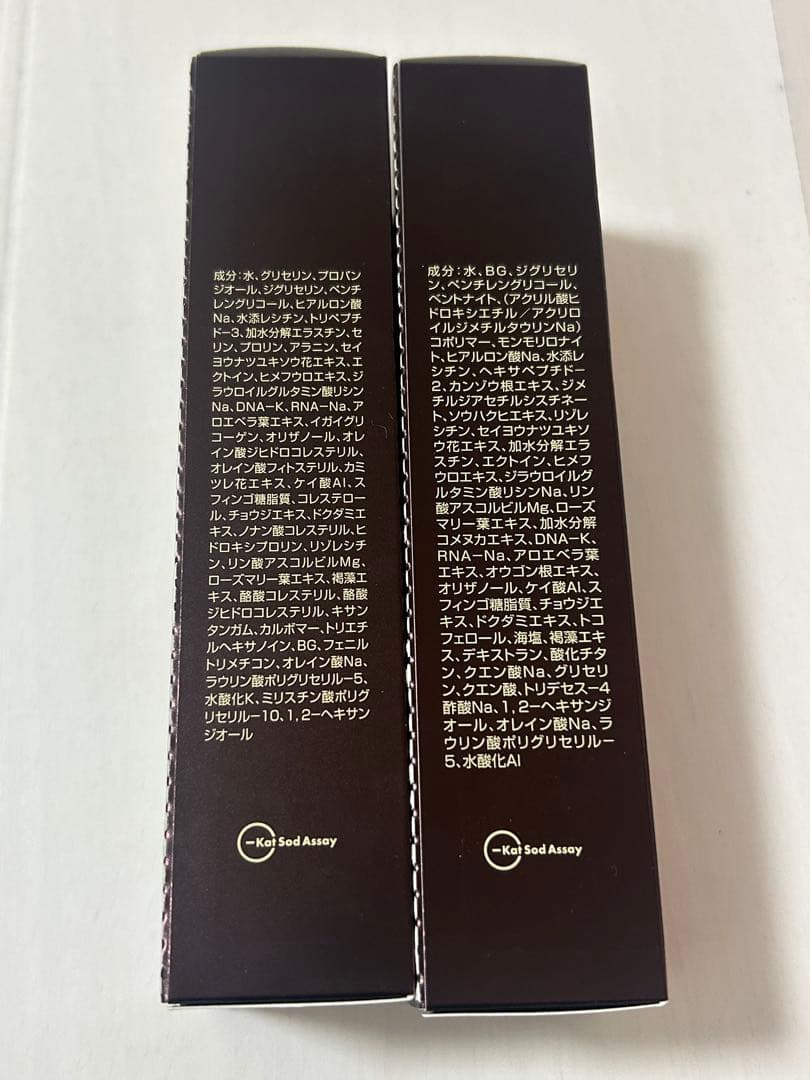 成分:水、グリセリン、プロパン
ジオール、ジグリセリン、ペンチ
レングリコール、ヒアルロン酸
Na、水添レシチン、トリペプチ
ド-3、加水分解エラスチン、セ
リン、プロリン、アラニン、セイ
ヨウナツユキソウ花エキス、エ
クトイン、ヒメフウロエキス、ジ
ラウロイルグルタミン酸リシン
Na、DNA-K、RNA-Na、ア
ロエベラ葉エキス、イガイグリ
コーゲン、オリザノール、オレ
イン酸ジヒドロコレステリル、
オレイン酸フィトステリル、カミ
ツレ花エキス、ケイ酸Al、ス
フィンゴ糖脂質、コレステロー
ル、チョウジエキス、ドクダミエ
キス、ノナン酸コレステリル、ヒ
ドロキシプロリン、リゾレシチ
ン、リン酸アスコルビルMg、
ローズマリー葉エキス、褐藻エ
キス、酪酸コレステリル、酪酸
ジヒドロコレステリル、キサン
タンガム、カルボマー、トリエチ
ルヘキサノイン、BG、フェニル
トリメチコン、オレイン酸Na、
ラウリン酸ポリグリセリル-5、
水酸化K、ミリスチン酸ポリグ
リセリル-10、1,2-ヘキサン
ジオール
-Kat Sod Assay
成分:水、BG、ジグリセリ
ン、ペンチレングリコール、
ベントナイト、(アクリル酸ヒ
ドロキシエチル/アクリロ
イルジメチルタウリンNa)
コポリマー、モンモリロナイ
ト、ヒアルロン酸Na、水添レ
シチン、ヘキサペプチド-
2、カンゾウ根エキス、ジメ
チルジアセチルシスチネー
ト、ソウハクヒエキス、リゾレ
シチン、セイヨウナツユキソ
ウ花エキス、加水分解エラ
スチン、エクトイン、ヒメフ
ウロエキス、ジラウロイルグ
ルタミン酸リシンNa、リン
酸アスコルビルMg、ローズ
マリー葉エキス、加水分解
コメヌカエキス、DNA-K、
RNA-Na、アロエベラ葉
エキス、オウゴン根エキス、
オリザノール、ケイ酸Al、ス
フィンゴ糖脂質、チョウジエ
キス、ドクダミエキス、トコ
フェロール、海塩、褐藻エキ
ス、デキストラン、酸化チタ
ン、クエン酸Na、グリセリ
ン、クエン酸、トリデセス-4
酢酸Na、1,2-ヘキサンジ
オール、オレイン酸Na、ラ
ウリン酸ポリグリセリル-
5、水酸化Al
-Kat Sod Assay